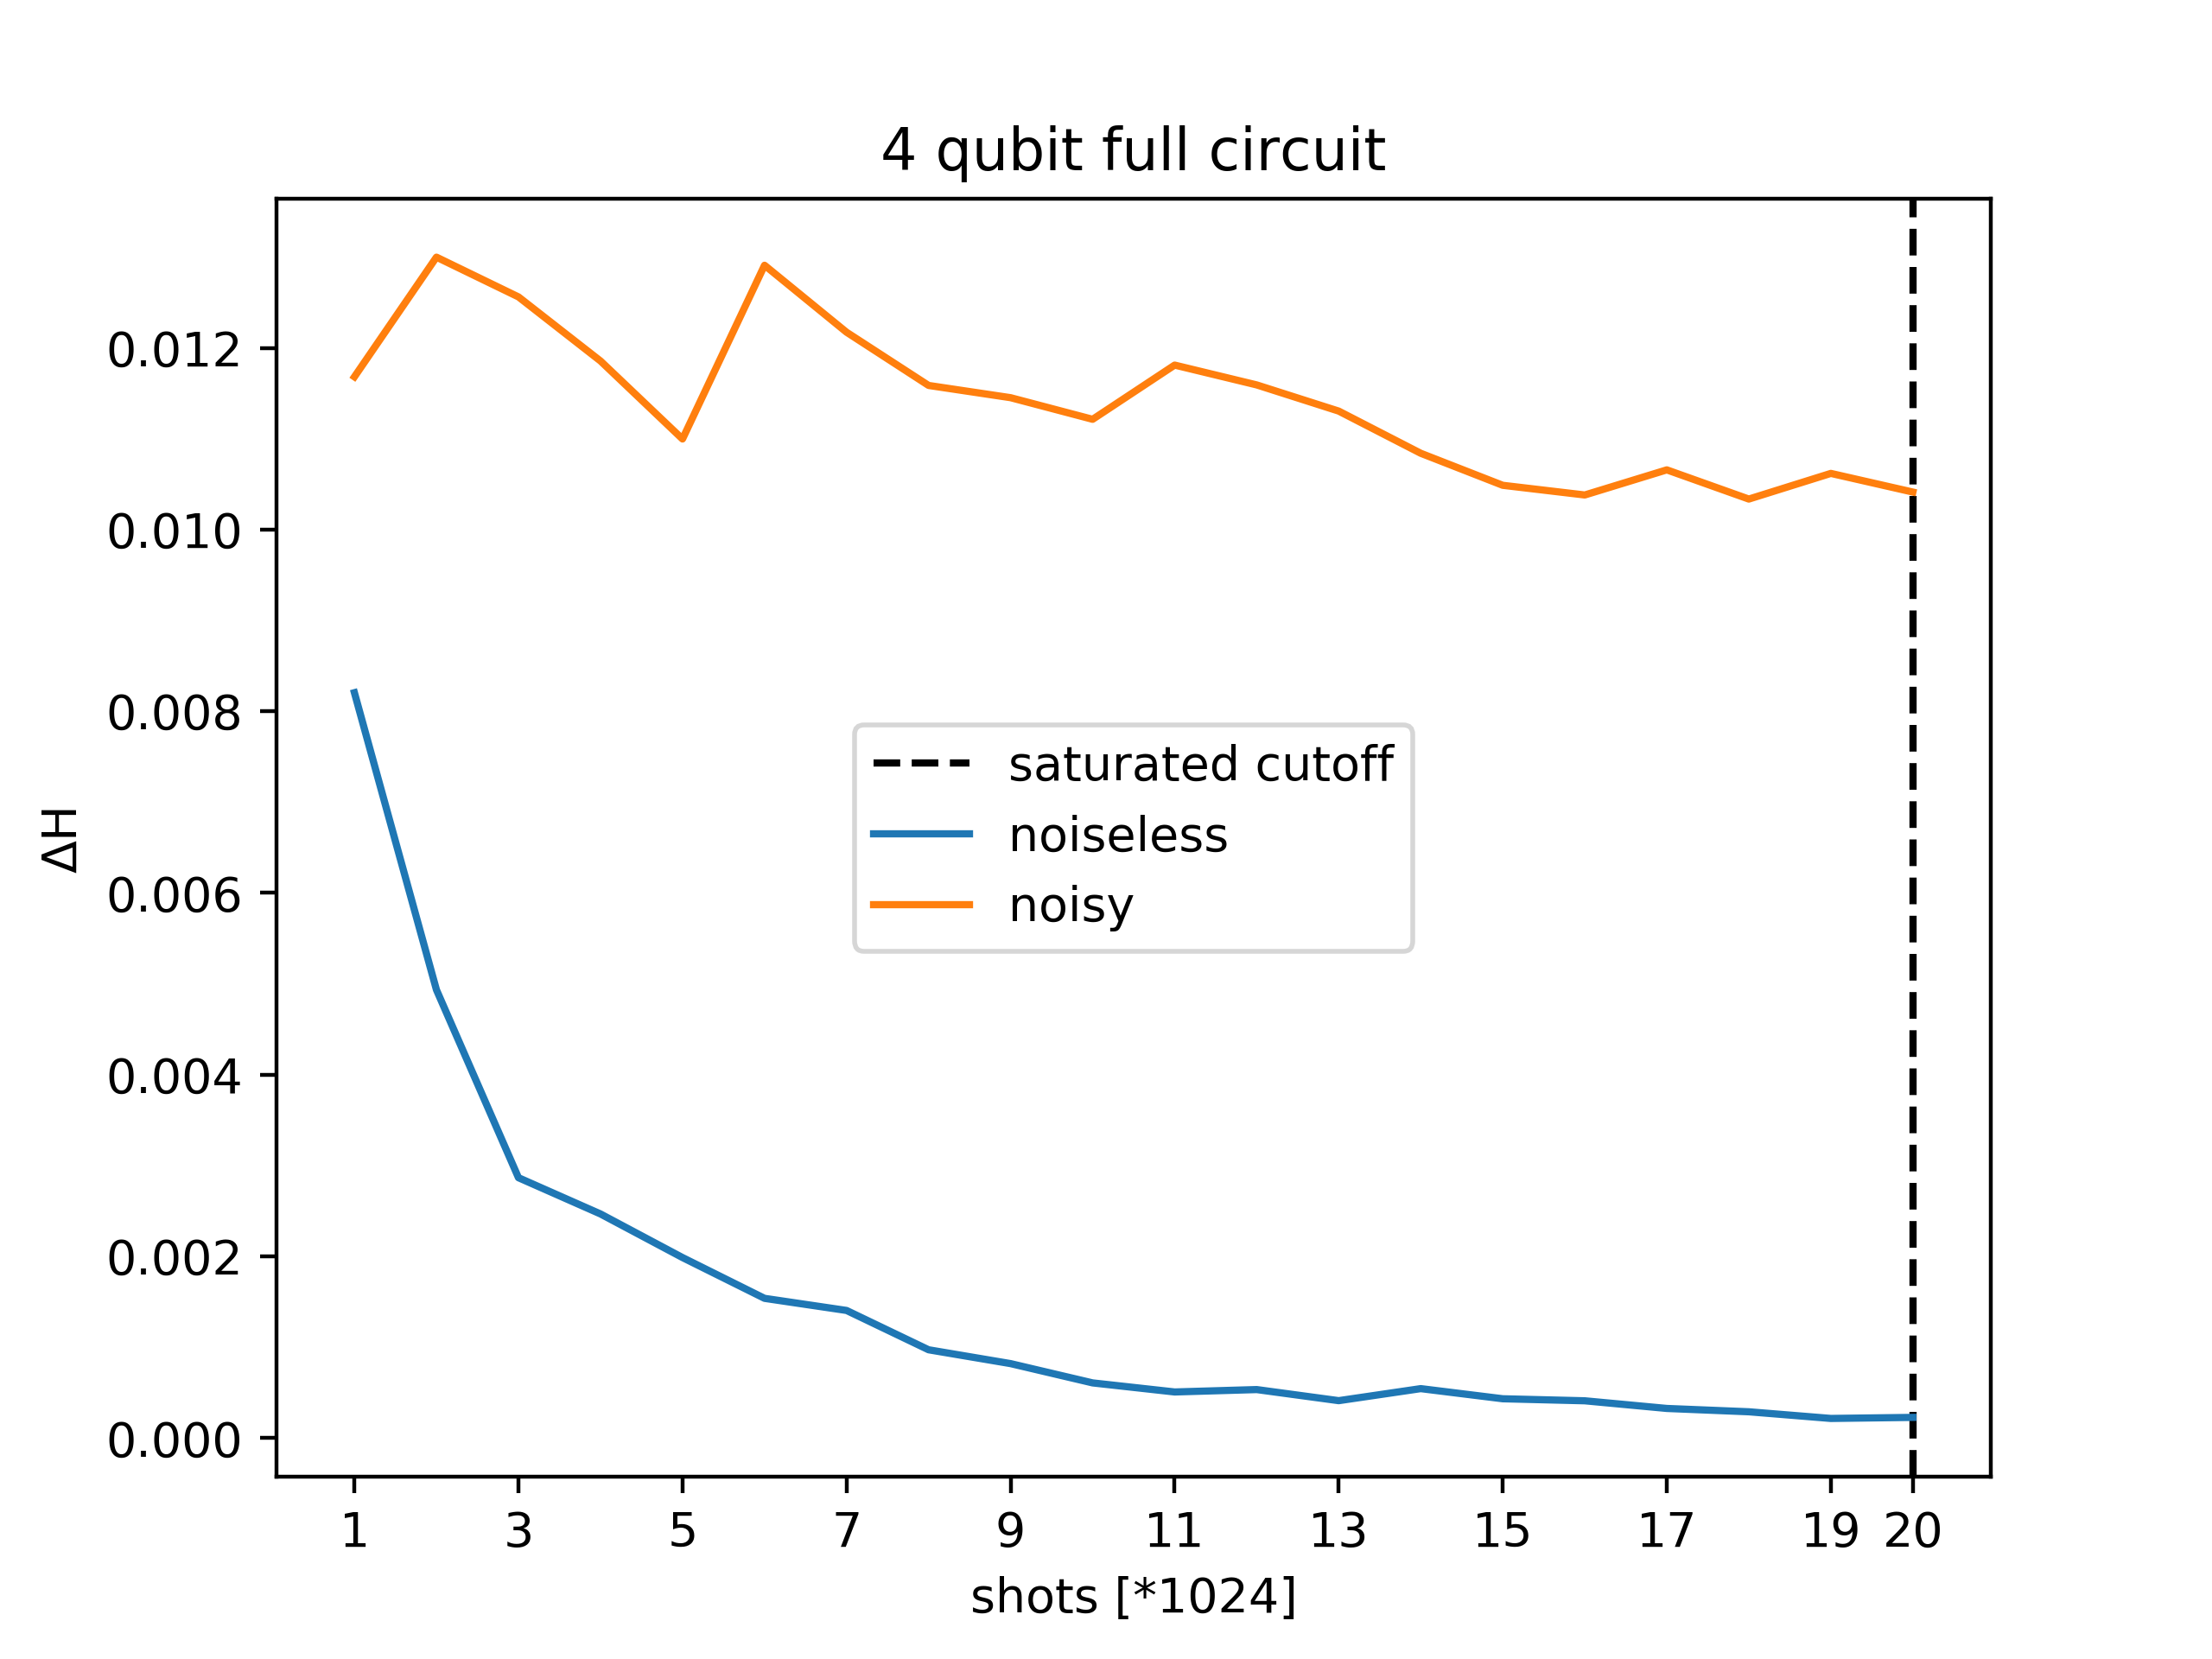 4 qubit full circuit
0.012
0.010
0.008
0.006
0.004
0.002
0.000
ΔH
saturated cutoff
noiseless
noisy
1 3 5 7 9 11 13 15 17 19 20
shots [*1024]